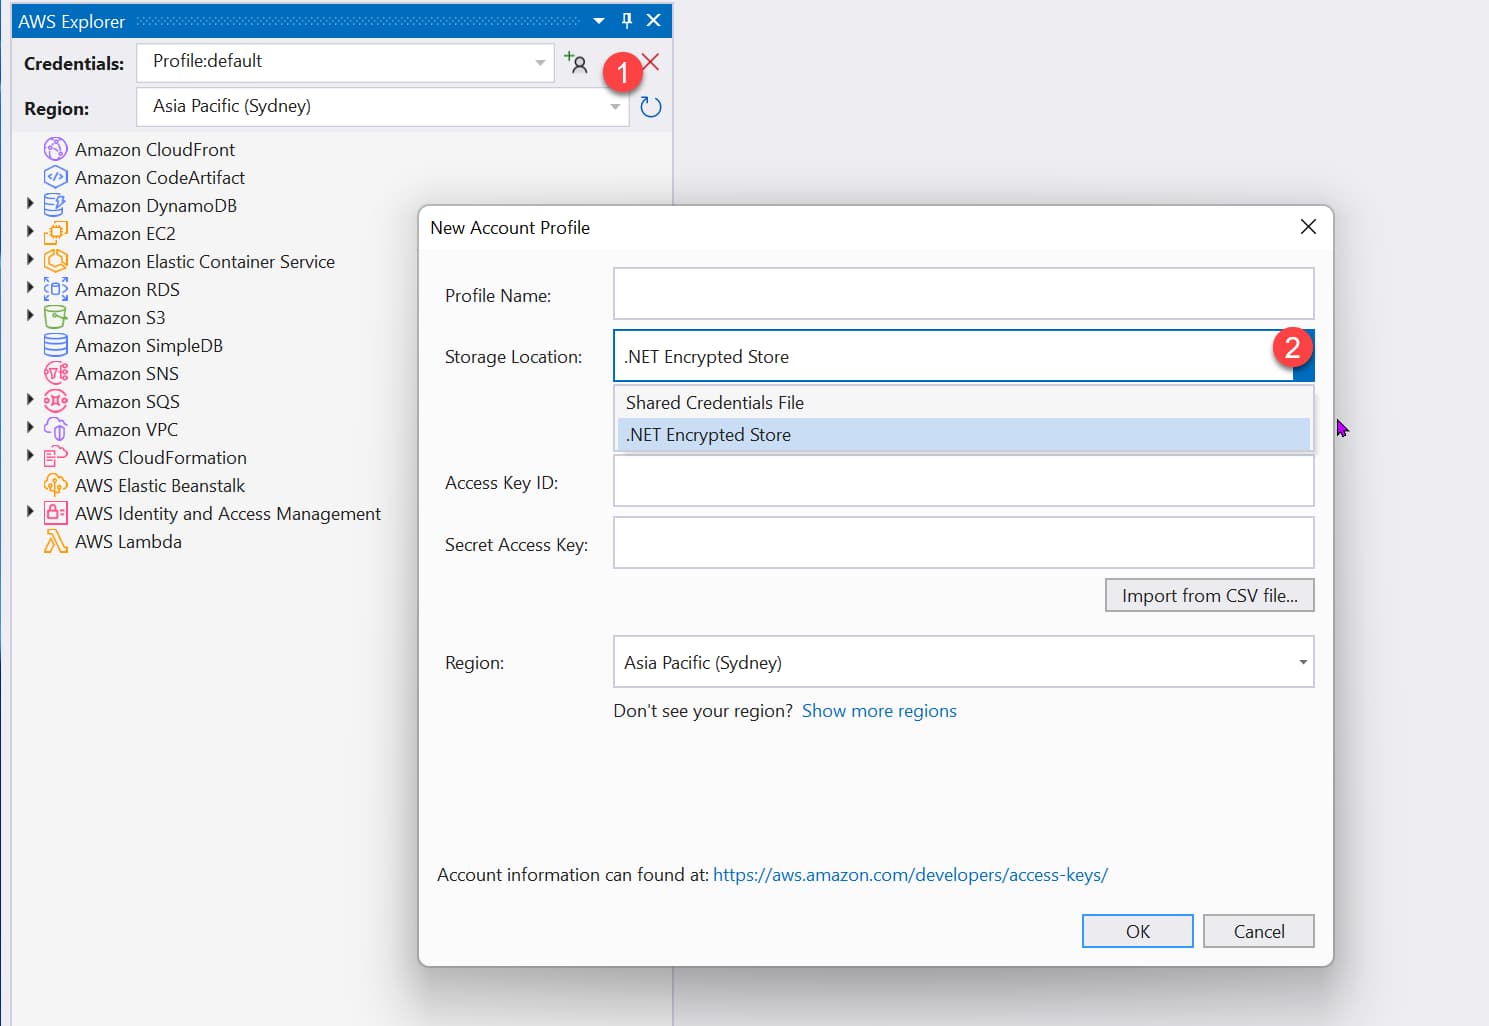 AWS Explorer
Credentials: Profile:default
1
Region: Asia Pacific (Sydney)
Amazon CloudFront
Amazon CodeArtifact
Amazon DynamoDB
Amazon EC2
Amazon Elastic Container Service
Amazon RDS
Amazon S3
Amazon SimpleDB
Amazon SNS
Amazon SQS
Amazon VPC
AWS CloudFormation
AWS Elastic Beanstalk
AWS Identity and Access Management
AWS Lambda
New Account Profile
Profile Name:
Storage Location: .NET Encrypted Store
2
Shared Credentials File
.NET Encrypted Store
Access Key ID:
Secret Access Key:
Import from CSV file...
Region: Asia Pacific (Sydney)
Don't see your region? Show more regions
Account information can found at: https://aws.amazon.com/developers/access-keys/
OK Cancel